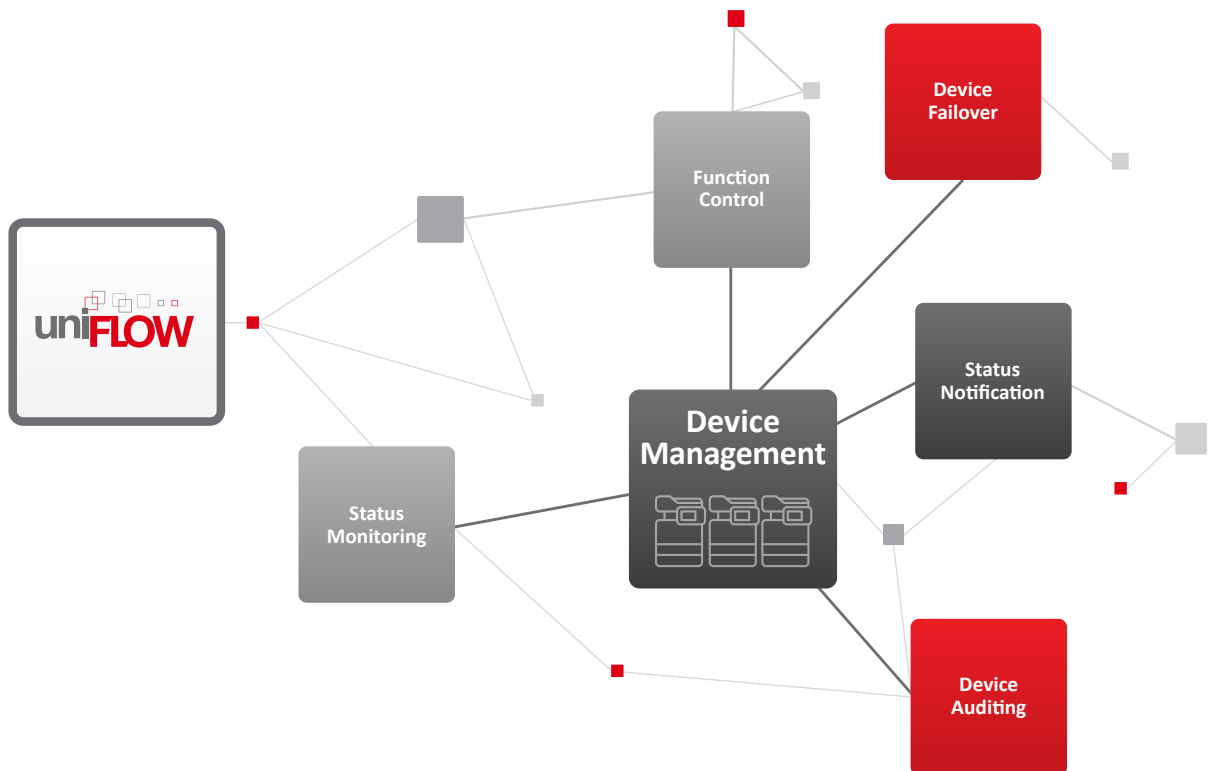 Device
Failover
Function
Control
uniFLOW
Status
Notification
Device
Management
Status
Monitoring
Device
Auditing